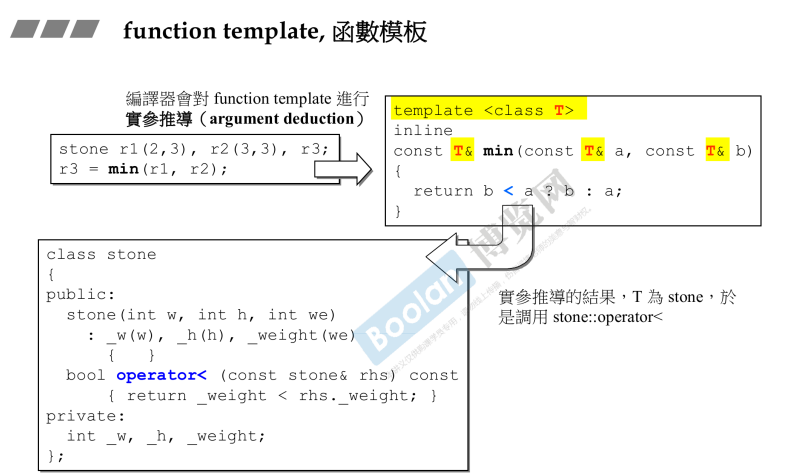 function template, 函數模板
編譯器會對 function template 進行
實參推導（argument deduction）
stone r1(2,3), r2(3,3), r3;
r3 = min(r1, r2);
template <class T>
inline
const T& min(const T& a, const T& b)
{
  return b < a ? b : a;
}
class stone
{
public:
  stone(int w, int h, int we)
    : _w(w), _h(h), _weight(we)
      {   }
  bool operator< (const stone& rhs) const
      { return _weight < rhs._weight; }
private:
  int _w, _h, _weight;
};
實參推導的結果，T 為 stone，於
是調用 stone::operator<
Boolan 博览网